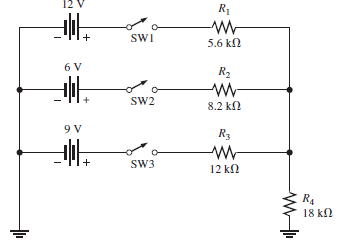 12 V
R1
- +
SW1
5.6 kΩ
6 V
R2
- +
SW2
8.2 kΩ
9 V
R3
- +
SW3
12 kΩ
R4
18 kΩ